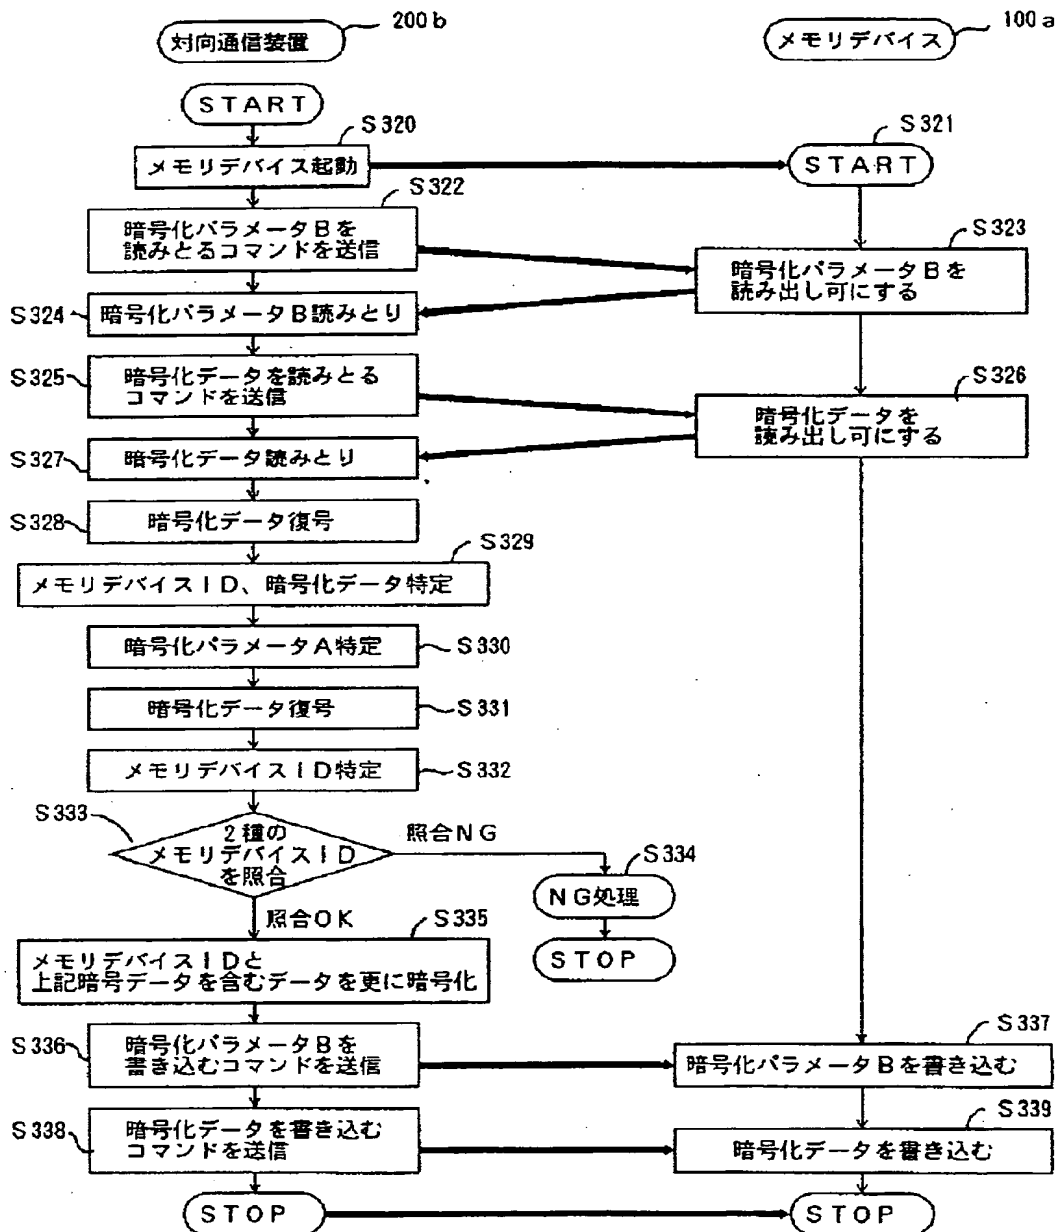 対向通信装置
200b
メモリデバイス
100a
START
S320
メモリデバイス起動
S321
START
S322
暗号化パラメータBを
読みとるコマンドを送信
S323
暗号化パラメータBを
読み出し可にする
S324
暗号化パラメータB読みとり
S325
暗号化データを読みとる
コマンドを送信
S326
暗号化データを
読み出し可にする
S327
暗号化データ読みとり
S328
暗号化データ復号
S329
メモリデバイスID、暗号化データ特定
暗号化パラメータA特定
S330
暗号化データ復号
S331
メモリデバイスID特定
S332
S333
2種の
メモリデバイスID
を照合
照合NG
S334
NG処理
STOP
照合OK
S335
メモリデバイスIDと
上記暗号データを含むデータを更に暗号化
S336
暗号化パラメータBを
書き込むコマンドを送信
S337
暗号化パラメータBを書き込む
S338
暗号化データを書き込む
コマンドを送信
S339
暗号化データを書き込む
STOP
STOP